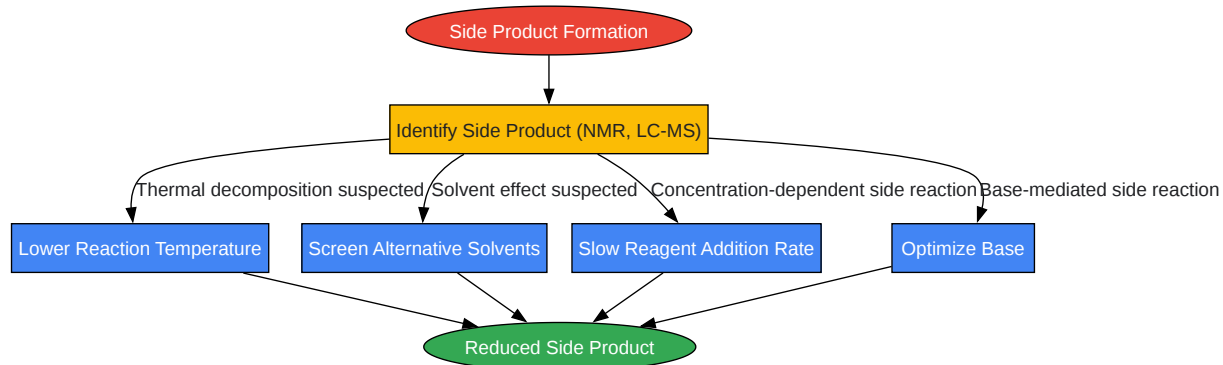 Side Product Formation
Identify Side Product (NMR, LC-MS)
Thermal decomposition suspected
Solvent effect suspected
Concentration-dependent side reaction
Base-mediated side reaction
Lower Reaction Temperature
Screen Alternative Solvents
Slow Reagent Addition Rate
Optimize Base
Reduced Side Product